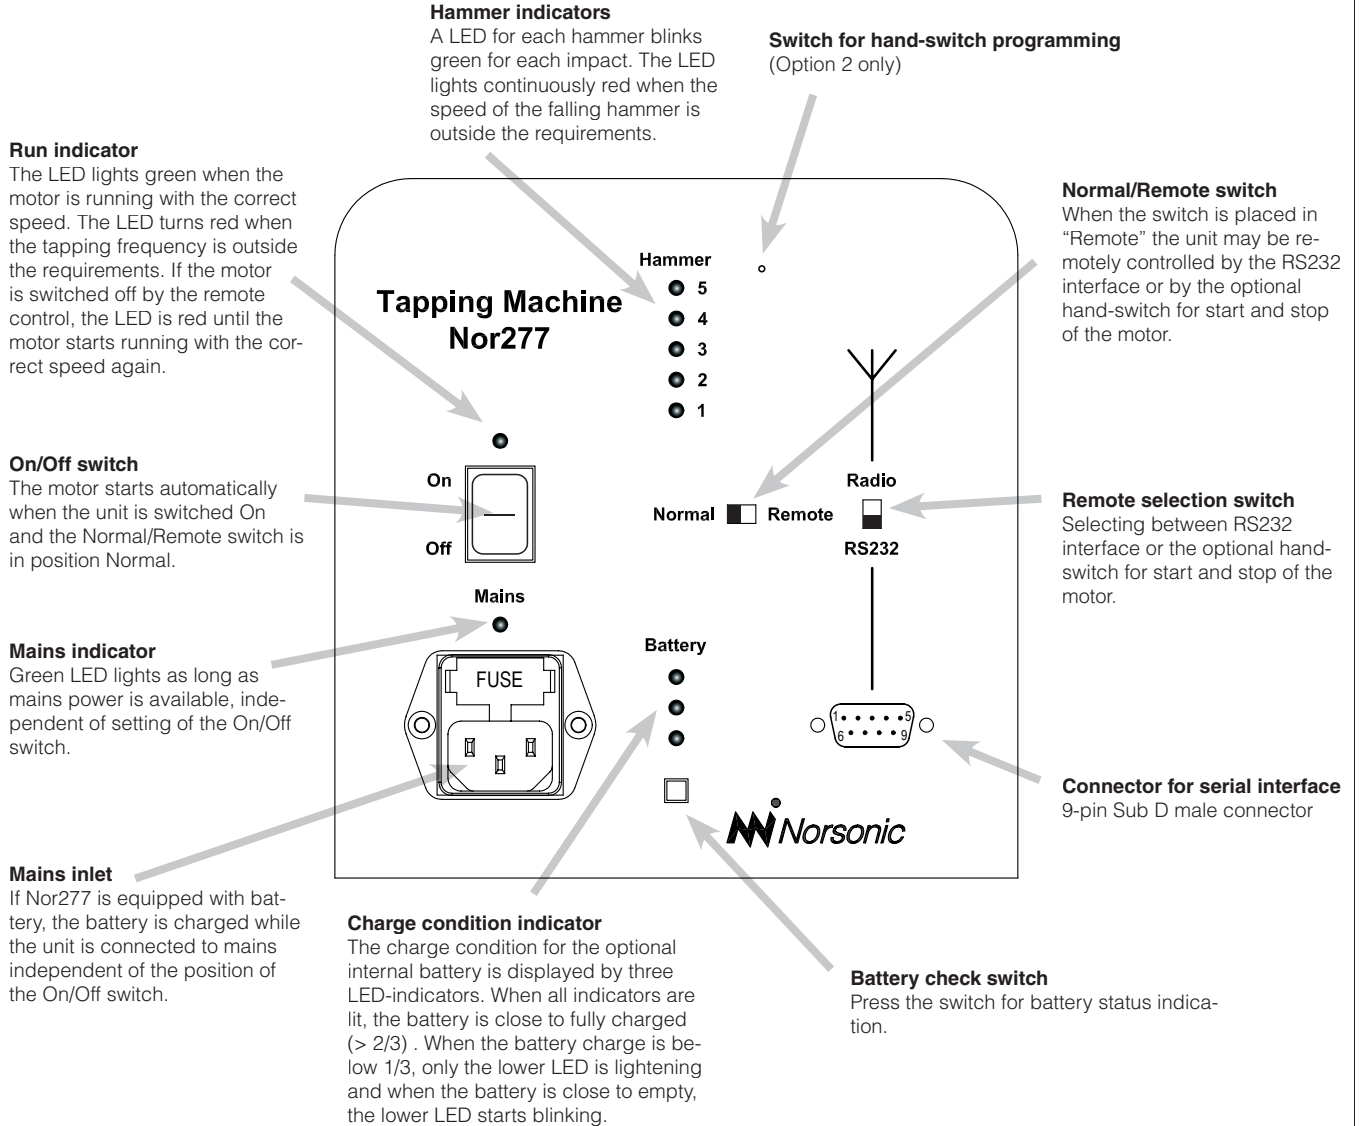 Hammer indicators
A LED for each hammer blinks
green for each impact. The LED
lights continuously red when the
speed of the falling hammer is
outside the requirements.
Switch for hand-switch programming
(Option 2 only)
Run indicator
The LED lights green when the
motor is running with the correct
speed. The LED turns red when
the tapping frequency is outside
the requirements. If the motor
is switched off by the remote
control, the LED is red until the
motor starts running with the cor-
rect speed again.
Normal/Remote switch
When the switch is placed in
“Remote” the unit may be re-
motely controlled by the RS232
interface or by the optional
hand-switch for start and stop
of the motor.
On/Off switch
The motor starts automatically
when the unit is switched On
and the Normal/Remote switch is
in position Normal.
Remote selection switch
Selecting between RS232
interface or the optional hand-
switch for start and stop of the
motor.
Mains indicator
Green LED lights as long as
mains power is available, inde-
pendent of setting of the On/Off
switch.
Connector for serial interface
9-pin Sub D male connector
Mains inlet
If Nor277 is equipped with bat-
tery, the battery is charged while
the unit is connected to mains
independent of the position of
the On/Off switch.
Charge condition indicator
The charge condition for the optional
internal battery is displayed by three
LED-indicators. When all indicators are
lit, the battery is close to fully charged
(> 2/3) . When the battery charge is be-
low 1/3, only the lower LED is lightening
and when the battery is close to empty,
the lower LED starts blinking.
Battery check switch
Press the switch for battery status indica-
tion.
Tapping Machine
Nor277
Hammer
5
4
3
2
1
On
Off
Normal
Remote
Radio
RS232
Mains
FUSE
Battery
1 5
6 9
Norsonic